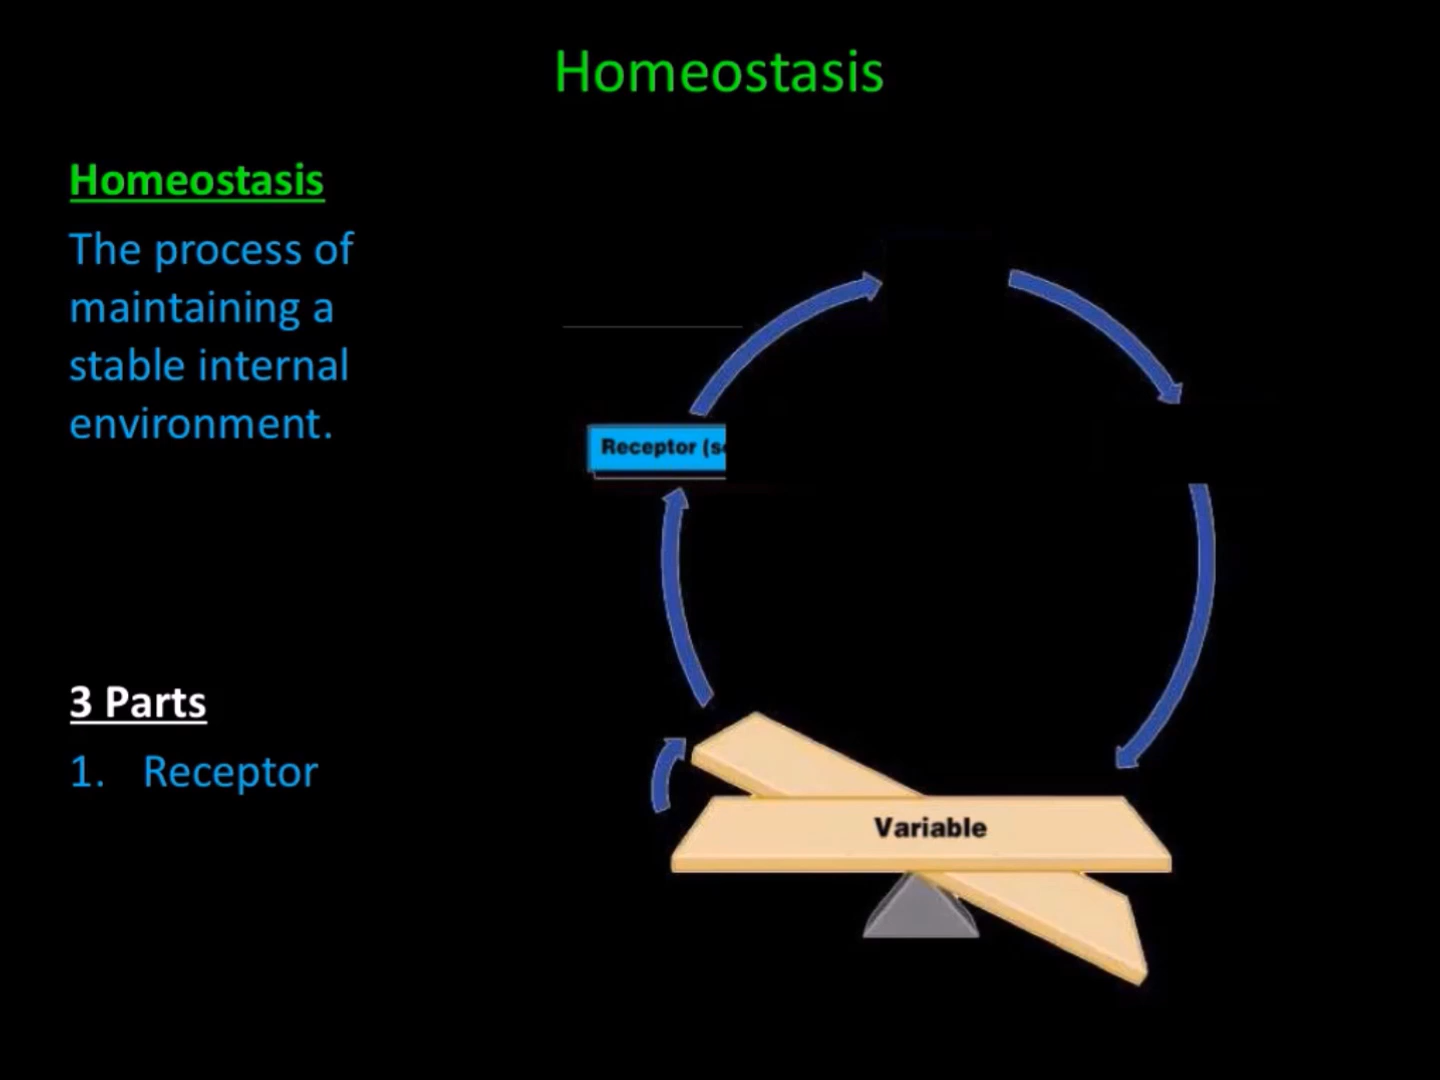 Homeostasis
Homeostasis
The process of
maintaining a
stable internal
environment.
Receptor
3 Parts
1. Receptor
Variable